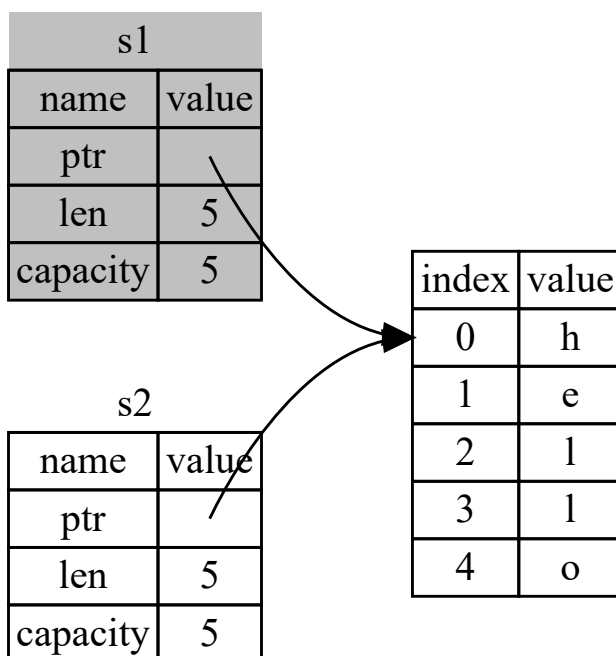 s1
name value
ptr
len 5
capacity 5
s2
name value
ptr
len 5
capacity 5
index value
0 h
1 e
2 l
3 l
4 o